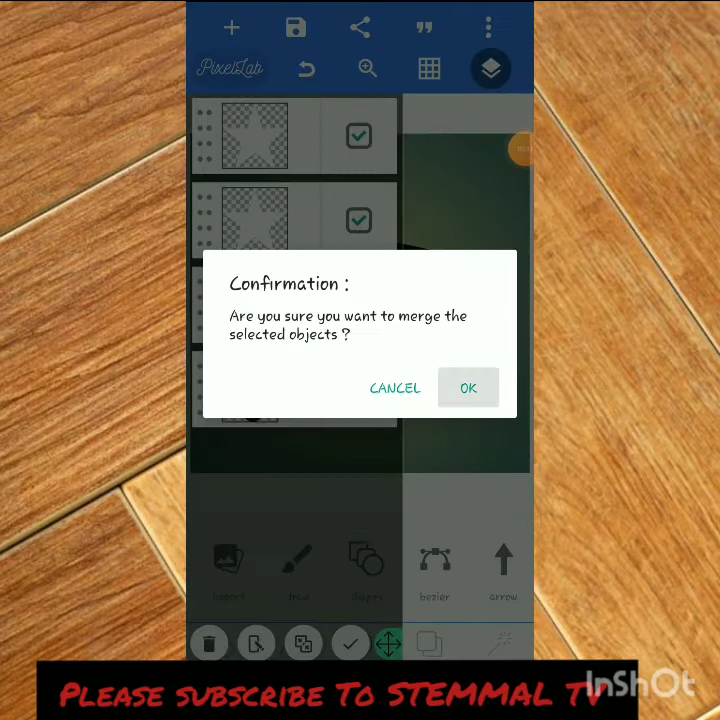 PixelLab
Confirmation :
Are you sure you want to merge the
selected objects ?
CANCEL
OK
import
draw
shapes
bezier
arrow
PLEASE SUBSCRIBE TO STEMMAL TV
InShot